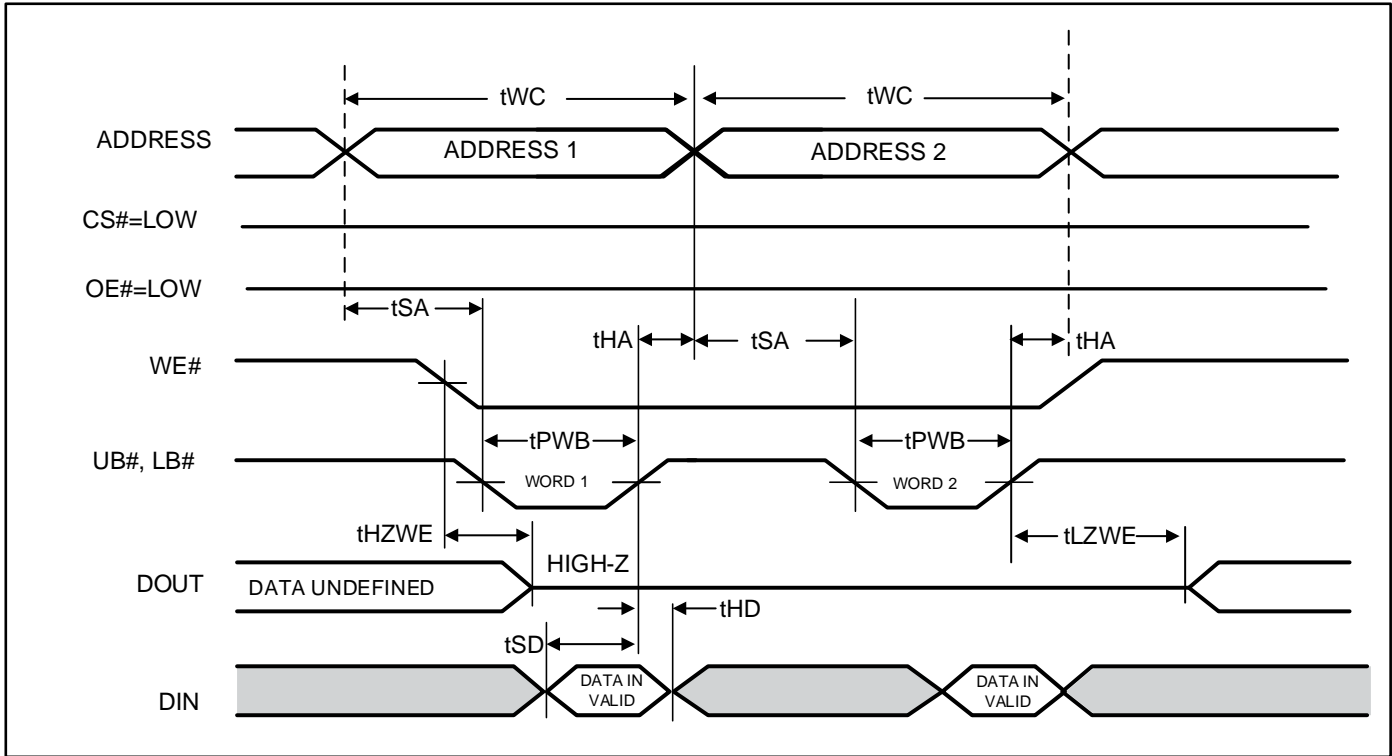 tWC tWC
ADDRESS ADDRESS 1 ADDRESS 2
CS#=LOW
OE#=LOW
tSA tHA tSA tHA
WE#
tPWB tPWB
UB#, LB# WORD 1 WORD 2
tHZWE tLZWE
HIGH-Z
DOUT DATA UNDEFINED
tHD
tSD
DATA IN DATA IN
DIN VALID VALID